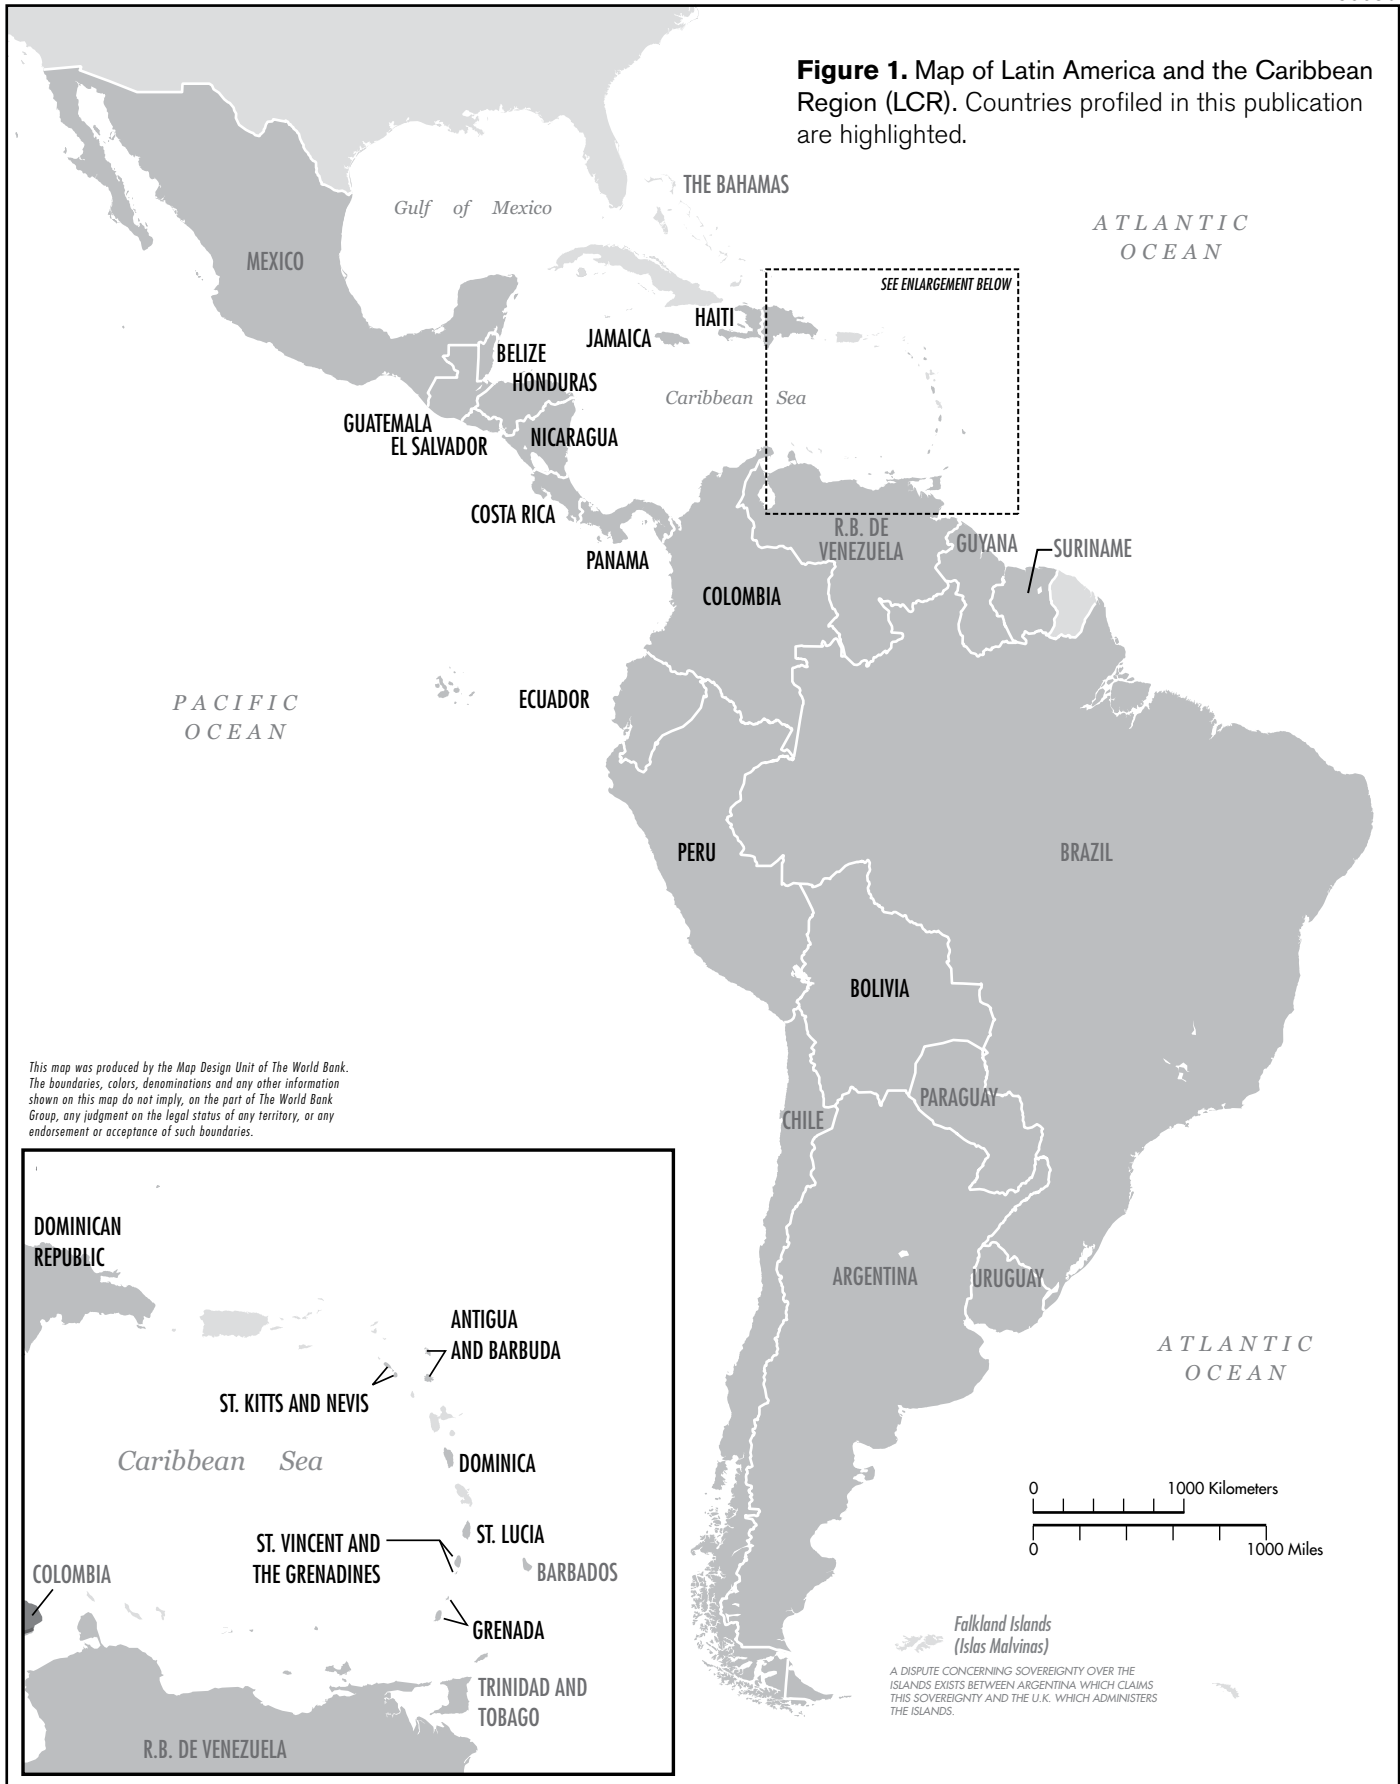 Figure 1. Map of Latin America and the Caribbean
Region (LCR). Countries profiled in this publication
are highlighted.
THE BAHAMAS
Gulf of Mexico
ATLANTIC
OCEAN
MEXICO
SEE ENLARGEMENT BELOW
HAITI
JAMAICA
BELIZE
HONDURAS
Caribbean Sea
GUATEMALA
EL SALVADOR
NICARAGUA
COSTA RICA
PANAMA
R.B. DE
VENEZUELA
GUYANA
SURINAME
COLOMBIA
PACIFIC
OCEAN
ECUADOR
PERU
BRAZIL
BOLIVIA
PARAGUAY
CHILE
This map was produced by the Map Design Unit of The World Bank.
The boundaries, colors, denominations and any other information
shown on this map do not imply, on the part of The World Bank
Group, any judgment on the legal status of any territory, or any
endorsement or acceptance of such boundaries.
ARGENTINA
URUGUAY
ATLANTIC
OCEAN
DOMINICAN
REPUBLIC
ANTIGUA
AND BARBUDA
ST. KITTS AND NEVIS
Caribbean Sea
DOMINICA
ST. LUCIA
ST. VINCENT AND
THE GRENADINES
BARBADOS
COLOMBIA
GRENADA
TRINIDAD AND
TOBAGO
R.B. DE VENEZUELA
0 1000 Kilometers
0 1000 Miles
Falkland Islands
(Islas Malvinas)
A DISPUTE CONCERNING SOVEREIGNTY OVER THE
ISLANDS EXISTS BETWEEN ARGENTINA WHICH CLAIMS
THIS SOVEREIGNTY AND THE U.K. WHICH ADMINISTERS
THE ISLANDS.